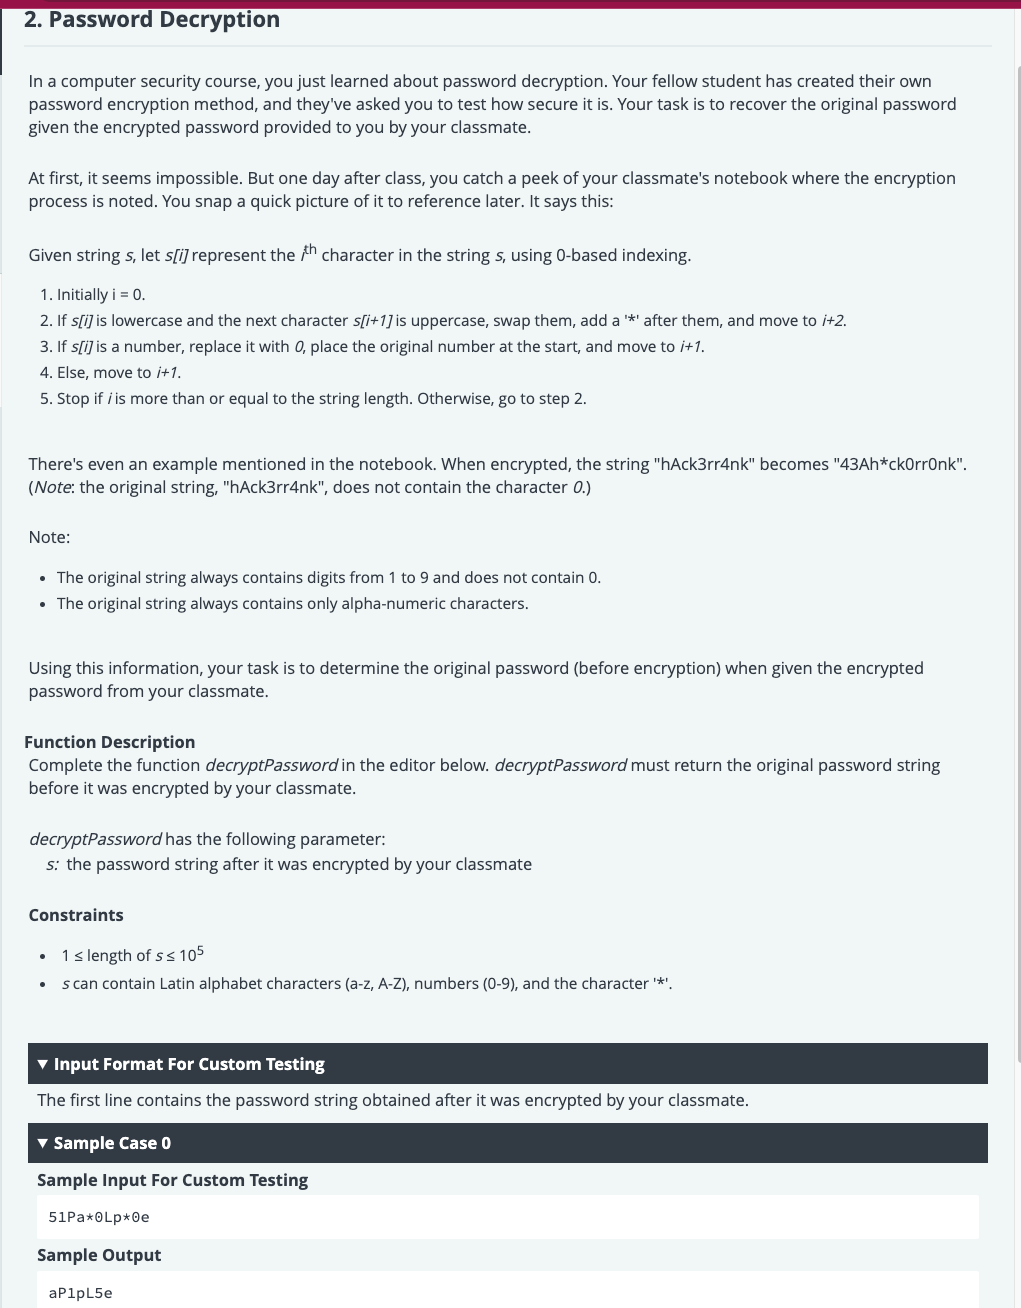 2. Password Decryption
In a computer security course, you just learned about password decryption. Your fellow student has created their own
password encryption method, and they've asked you to test how secure it is. Your task is to recover the original password
given the encrypted password provided to you by your classmate.
At first, it seems impossible. But one day after class, you catch a peek of your classmate's notebook where the encryption
process is noted. You snap a quick picture of it to reference later. It says this:
Given string s, let s[i] represent the ith character in the string s, using 0-based indexing.
1. Initially i = 0.
2. If s[i] is lowercase and the next character s[i+1] is uppercase, swap them, add a '*' after them, and move to i+2.
3. If s[i] is a number, replace it with 0, place the original number at the start, and move to i+1.
4. Else, move to i+1.
5. Stop if i is more than or equal to the string length. Otherwise, go to step 2.
There's even an example mentioned in the notebook. When encrypted, the string "hAck3rr4nk" becomes "43Ah*ck0rr0nk".
(Note: the original string, "hAck3rr4nk", does not contain the character 0.)
Note:
• The original string always contains digits from 1 to 9 and does not contain 0.
• The original string always contains only alpha-numeric characters.
Using this information, your task is to determine the original password (before encryption) when given the encrypted
password from your classmate.
Function Description
Complete the function decryptPassword in the editor below. decryptPassword must return the original password string
before it was encrypted by your classmate.
decryptPassword has the following parameter:
s: the password string after it was encrypted by your classmate
Constraints
• 1 ≤ length of s ≤ 10^5
• s can contain Latin alphabet characters (a-z, A-Z), numbers (0-9), and the character '*'.
▼ Input Format For Custom Testing
The first line contains the password string obtained after it was encrypted by your classmate.
▼ Sample Case 0
Sample Input For Custom Testing
51Pa*0Lp*0e
Sample Output
aP1pL5e